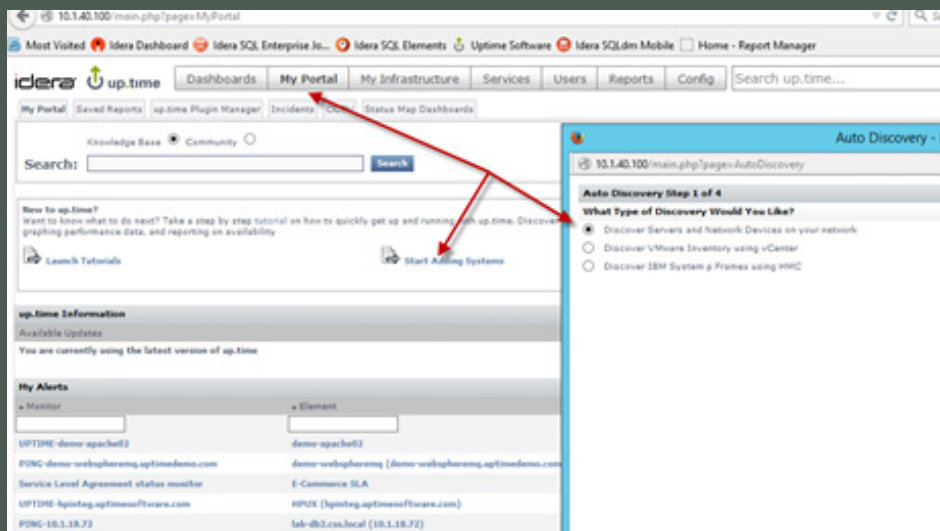 10.1.40.100/main.php?page=MyPortal
Most Visited Idera Dashboard Idera SQL Enterprise Jo... Idera SQL Elements Uptime Software Idera SQLdm Mobile Home - Report Manager
idera up.time Dashboards My Portal My Infrastructure Services Users Reports Config Search up.time...
My Portal Saved Reports up.time Plugin Manager Incidents Status Map Dashboards
Knowledge Base Community
Search: Search
New to up.time?
Want to know what to do next? Take a step by step tutorial on how to quickly get up and running with up.time. Discover
graphing performance data, and reporting on availability
Launch Tutorials Start Adding Systems
up.time Information
Available Updates
You are currently using the latest version of up.time
My Alerts
Monitor Element
UPTIME-demo-apache02 demo-apache02
PING-demo-webspheremq.uptimedemo.com demo-webspheremq (demo-webspheremq.uptimedemo.com
Service Level Agreement status monitor E-Commerce SLA
UPTIME-hpinteg.uptimesoftware.com HPUX (hpinteg.uptimesoftware.com)
PING-10.1.18.72 lab-db2.css.local (10.1.18.72)
Auto Discovery -
10.1.40.100/main.php?page=AutoDiscovery
Auto Discovery Step 1 of 4
What Type of Discovery Would You Like?
Discover Servers and Network Devices on your network
Discover VMware Inventory using vCenter
Discover IBM System p Frames using HMC